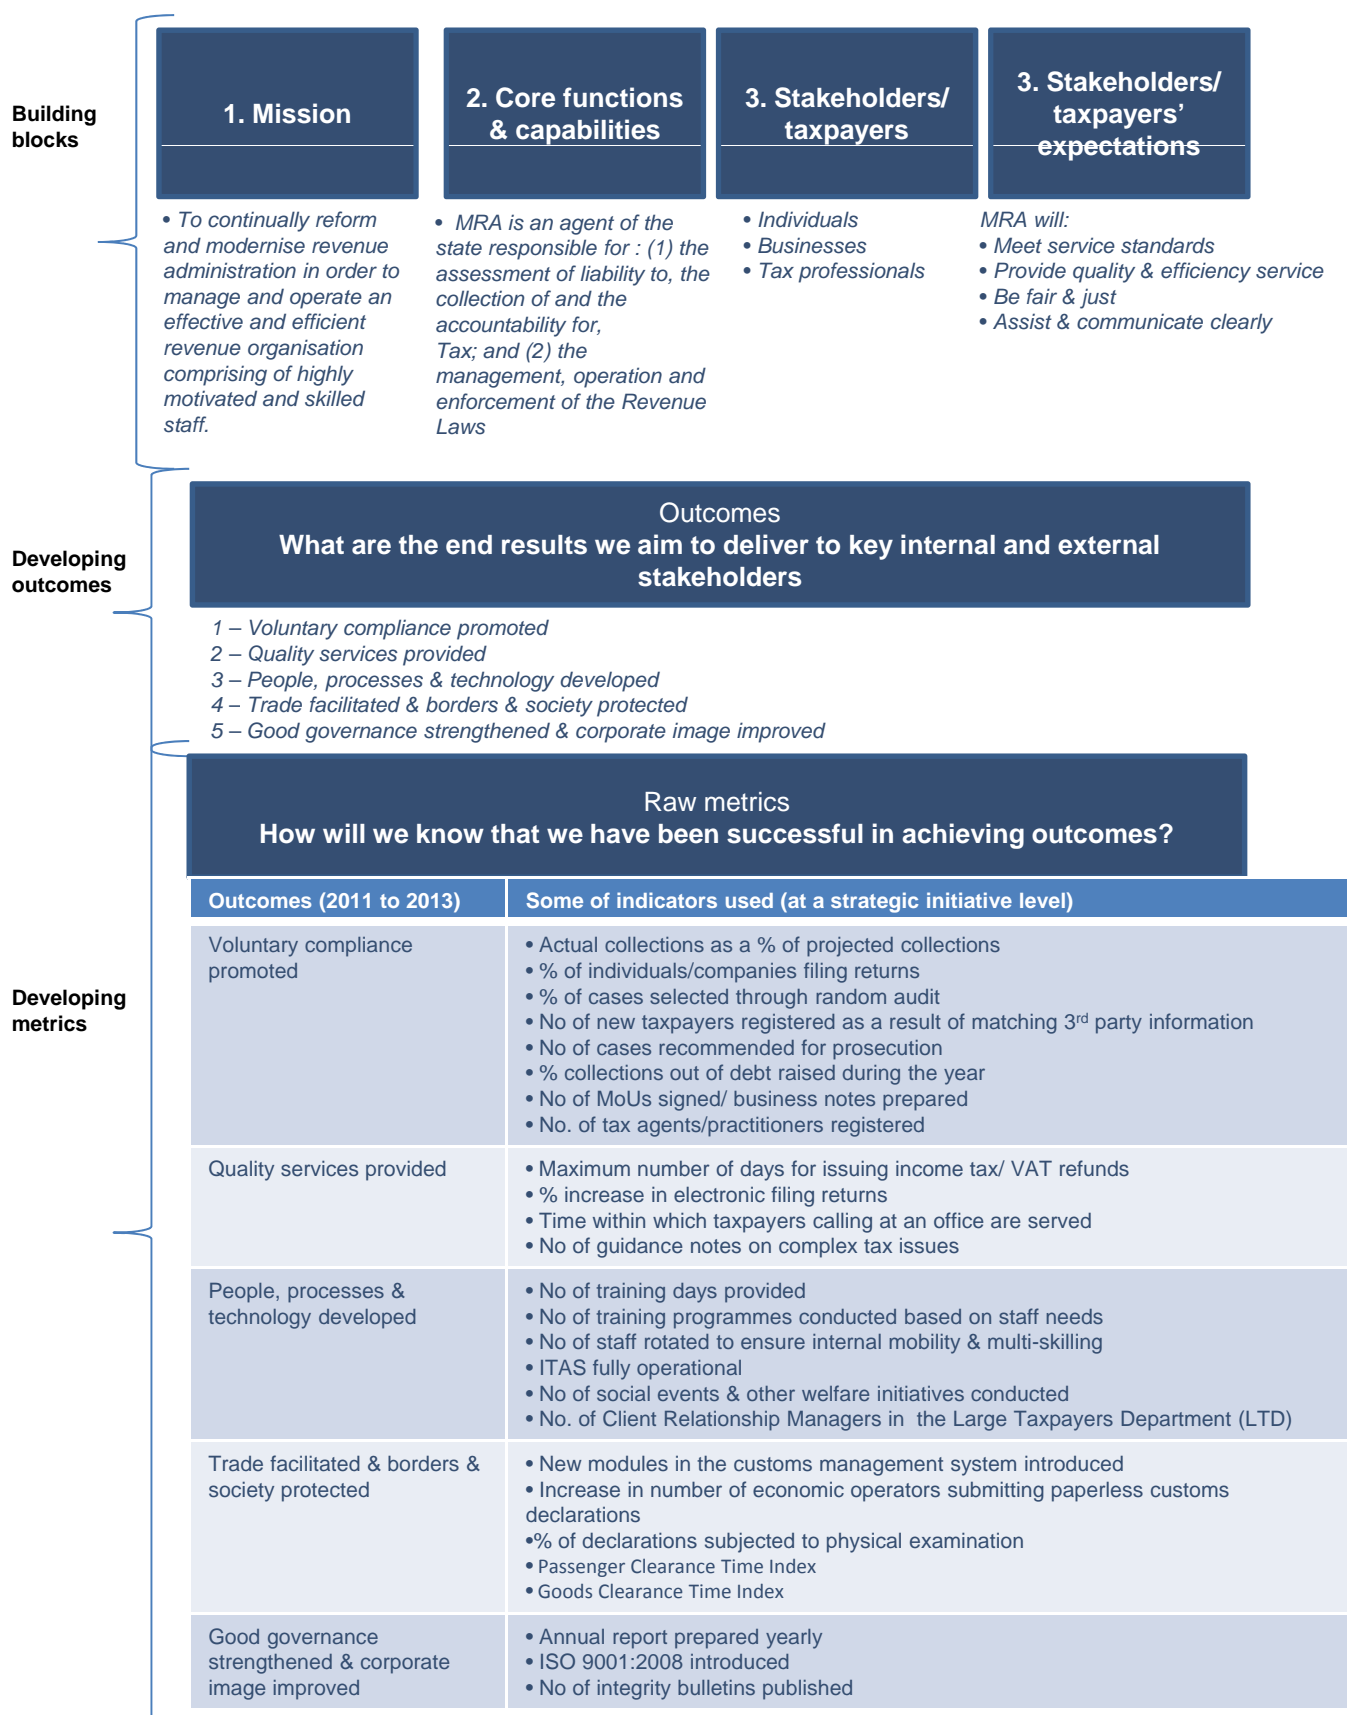 Building
blocks
1. Mission
2. Core functions
& capabilities
3. Stakeholders/
taxpayers
3. Stakeholders/
taxpayers’
expectations
• To continually reform
and modernise revenue
administration in order to
manage and operate an
effective and efficient
revenue organisation
comprising of highly
motivated and skilled
staff.
• MRA is an agent of the
state responsible for : (1) the
assessment of liability to, the
collection of and the
accountability for,
Tax; and (2) the
management, operation and
enforcement of the Revenue
Laws
• Individuals
• Businesses
• Tax professionals
MRA will:
• Meet service standards
• Provide quality & efficiency service
• Be fair & just
• Assist & communicate clearly
Developing
outcomes
Outcomes
What are the end results we aim to deliver to key internal and external
stakeholders
1 – Voluntary compliance promoted
2 – Quality services provided
3 – People, processes & technology developed
4 – Trade facilitated & borders & society protected
5 – Good governance strengthened & corporate image improved
Developing
metrics
Raw metrics
How will we know that we have been successful in achieving outcomes?
Outcomes (2011 to 2013)
Some of indicators used (at a strategic initiative level)
Voluntary compliance
promoted
• Actual collections as a % of projected collections
• % of individuals/companies filing returns
• % of cases selected through random audit
• No of new taxpayers registered as a result of matching 3rd party information
• No of cases recommended for prosecution
• % collections out of debt raised during the year
• No of MoUs signed/ business notes prepared
• No. of tax agents/practitioners registered
Quality services provided
• Maximum number of days for issuing income tax/ VAT refunds
• % increase in electronic filing returns
• Time within which taxpayers calling at an office are served
• No of guidance notes on complex tax issues
People, processes &
technology developed
• No of training days provided
• No of training programmes conducted based on staff needs
• No of staff rotated to ensure internal mobility & multi-skilling
• ITAS fully operational
• No of social events & other welfare initiatives conducted
• No. of Client Relationship Managers in the Large Taxpayers Department (LTD)
Trade facilitated & borders &
society protected
• New modules in the customs management system introduced
• Increase in number of economic operators submitting paperless customs
declarations
•% of declarations subjected to physical examination
• Passenger Clearance Time Index
• Goods Clearance Time Index
Good governance
strengthened & corporate
image improved
• Annual report prepared yearly
• ISO 9001:2008 introduced
• No of integrity bulletins published